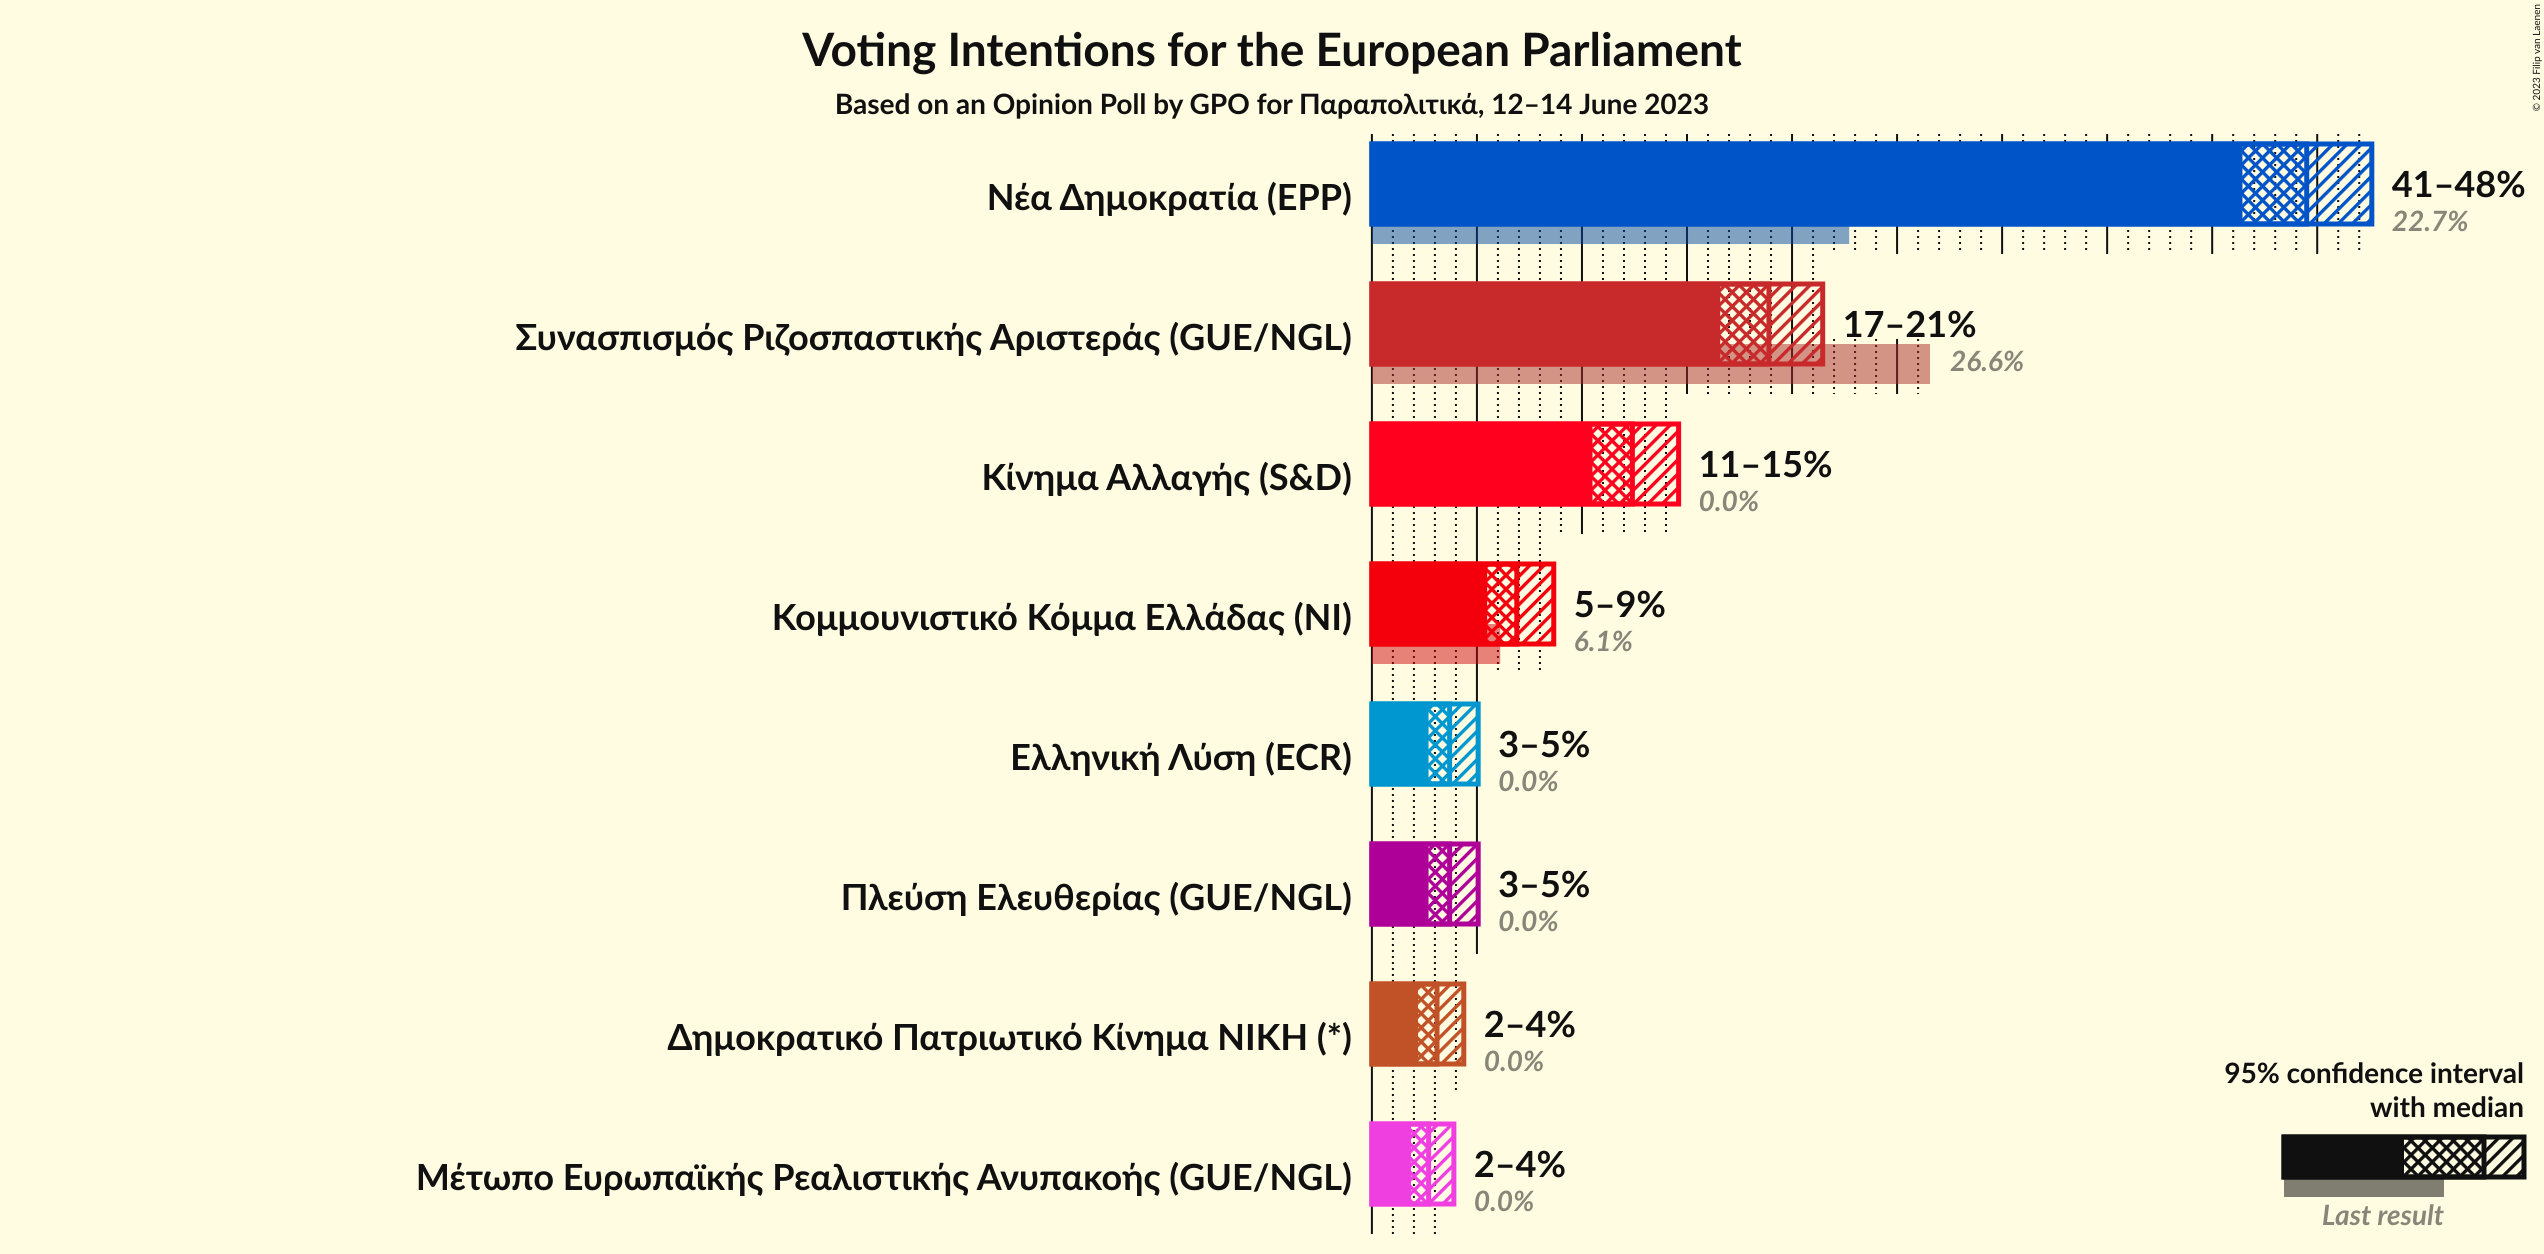 Voting Intentions for the European Parliament
Based on an Opinion Poll by GPO for Παραπολιτικά, 12–14 June 2023
© 2023 Filip van Laenen
Νέα Δημοκρατία (EPP)
41–48%
22.7%
Συνασπισμός Ριζοσπαστικής Αριστεράς (GUE/NGL)
17–21%
26.6%
Κίνημα Αλλαγής (S&D)
11–15%
0.0%
Κομμουνιστικό Κόμμα Ελλάδας (NI)
5–9%
6.1%
Ελληνική Λύση (ECR)
3–5%
0.0%
Πλεύση Ελευθερίας (GUE/NGL)
3–5%
0.0%
Δημοκρατικό Πατριωτικό Κίνημα ΝΙΚΗ (*)
2–4%
0.0%
Μέτωπο Ευρωπαϊκής Ρεαλιστικής Ανυπακοής (GUE/NGL)
2–4%
0.0%
95% confidence interval
with median
Last result